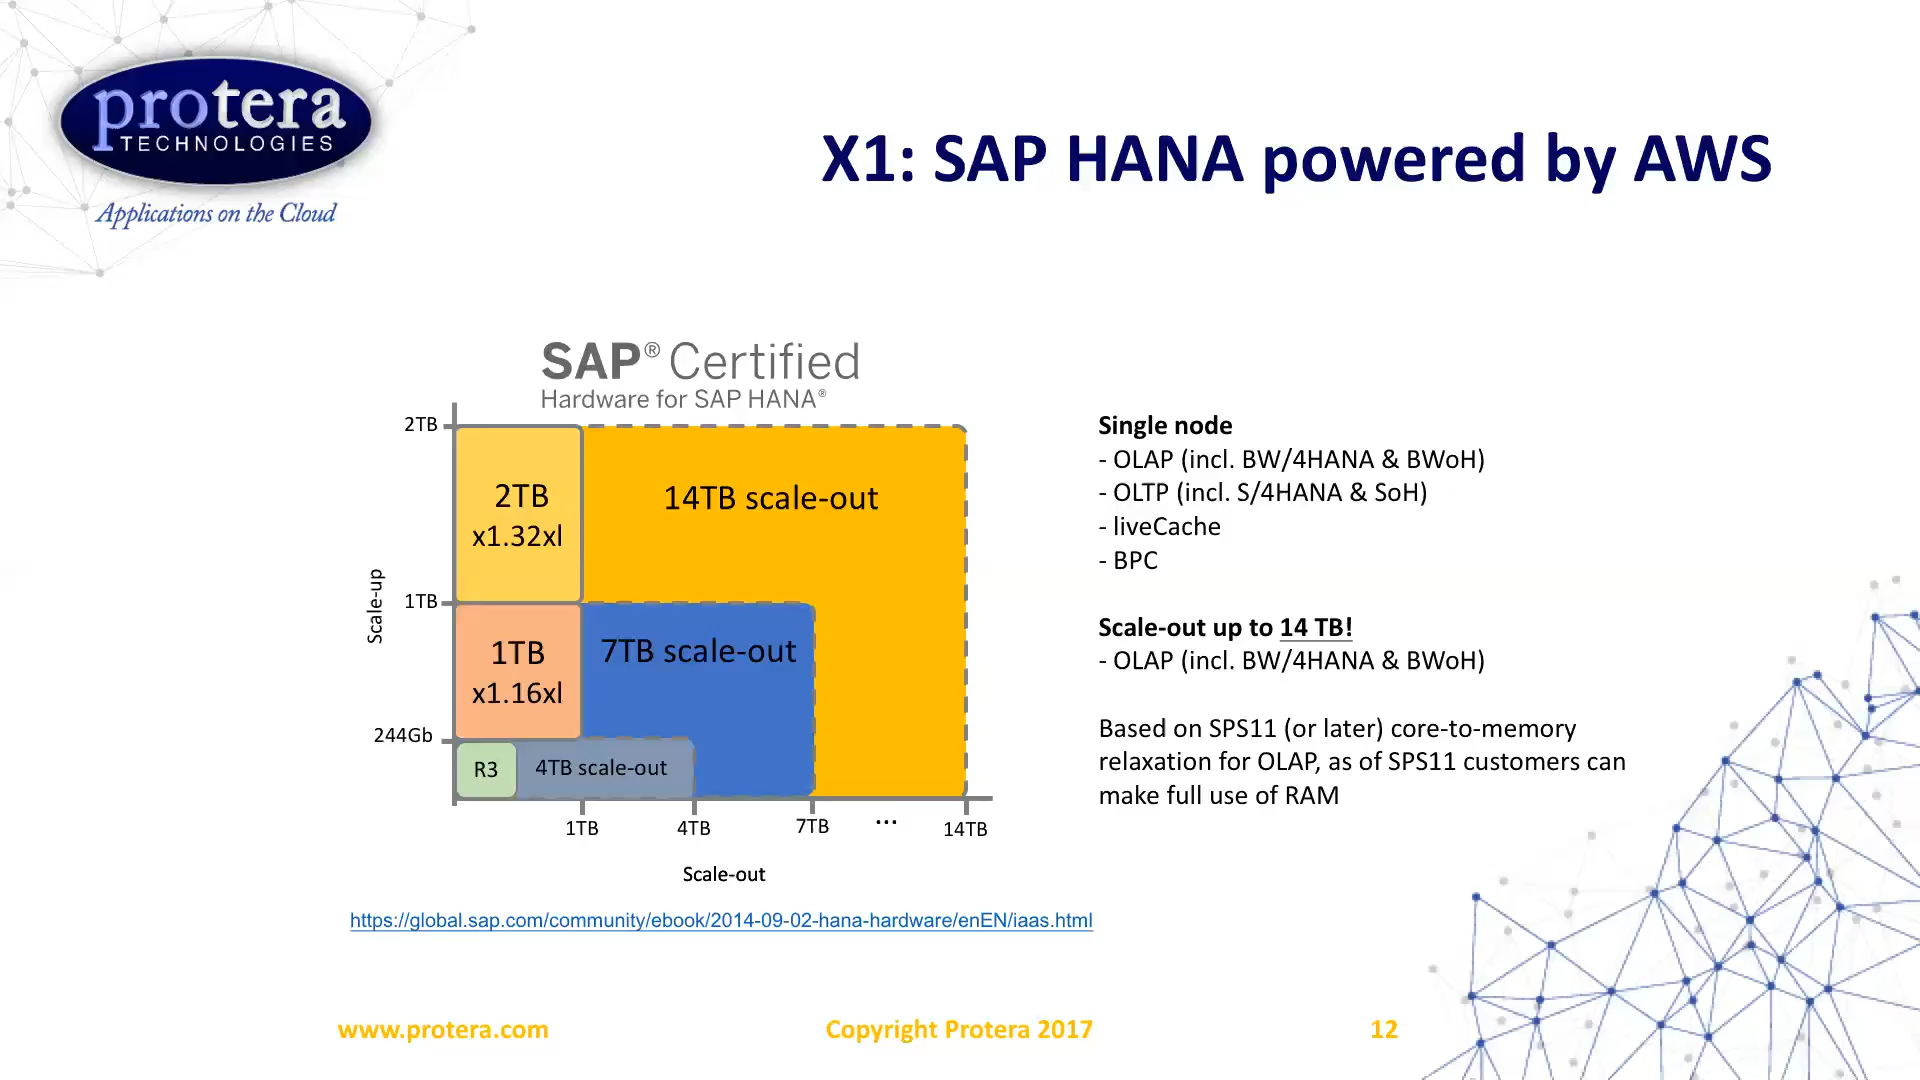 protera
TECHNOLOGIES
Applications on the Cloud
X1: SAP HANA powered by AWS
SAP® Certified
Hardware for SAP HANA®
2TB
1TB
244Gb
Scale-up
2TB
x1.32xl
14TB scale-out
1TB
x1.16xl
7TB scale-out
R3
4TB scale-out
1TB
4TB
7TB
...
14TB
Scale-out
https://global.sap.com/community/ebook/2014-09-02-hana-hardware/enEN/iaas.html
Single node
- OLAP (incl. BW/4HANA & BWoH)
- OLTP (incl. S/4HANA & SoH)
- liveCache
- BPC
Scale-out up to 14 TB!
- OLAP (incl. BW/4HANA & BWoH)
Based on SPS11 (or later) core-to-memory
relaxation for OLAP, as of SPS11 customers can
make full use of RAM
www.protera.com
Copyright Protera 2017
12